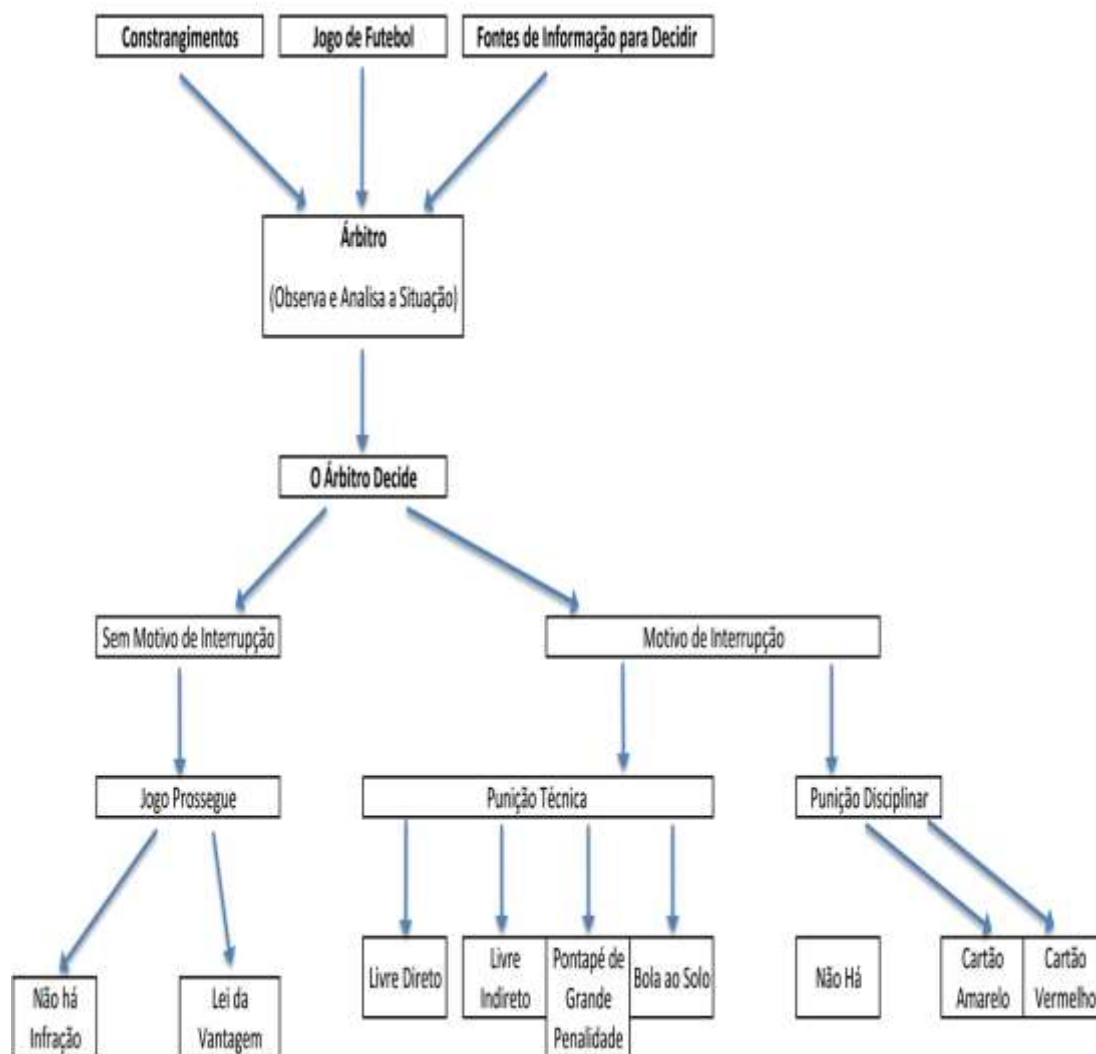 Constrangimentos
Jogo de Futebol
Fontes de Informação para Decidir
Árbitro
(Observa e Analisa a Situação)
O Árbitro Decide
Sem Motivo de Interrupção
Motivo de Interrupção
Jogo Prossegue
Punição Técnica
Punição Disciplinar
Não há
Infração
Lei da
Vantagem
Livre Direto
Livre
Indireto
Pontapé de
Grande
Penalidade
Bola ao Solo
Não Há
Cartão
Amarelo
Cartão
Vermelho